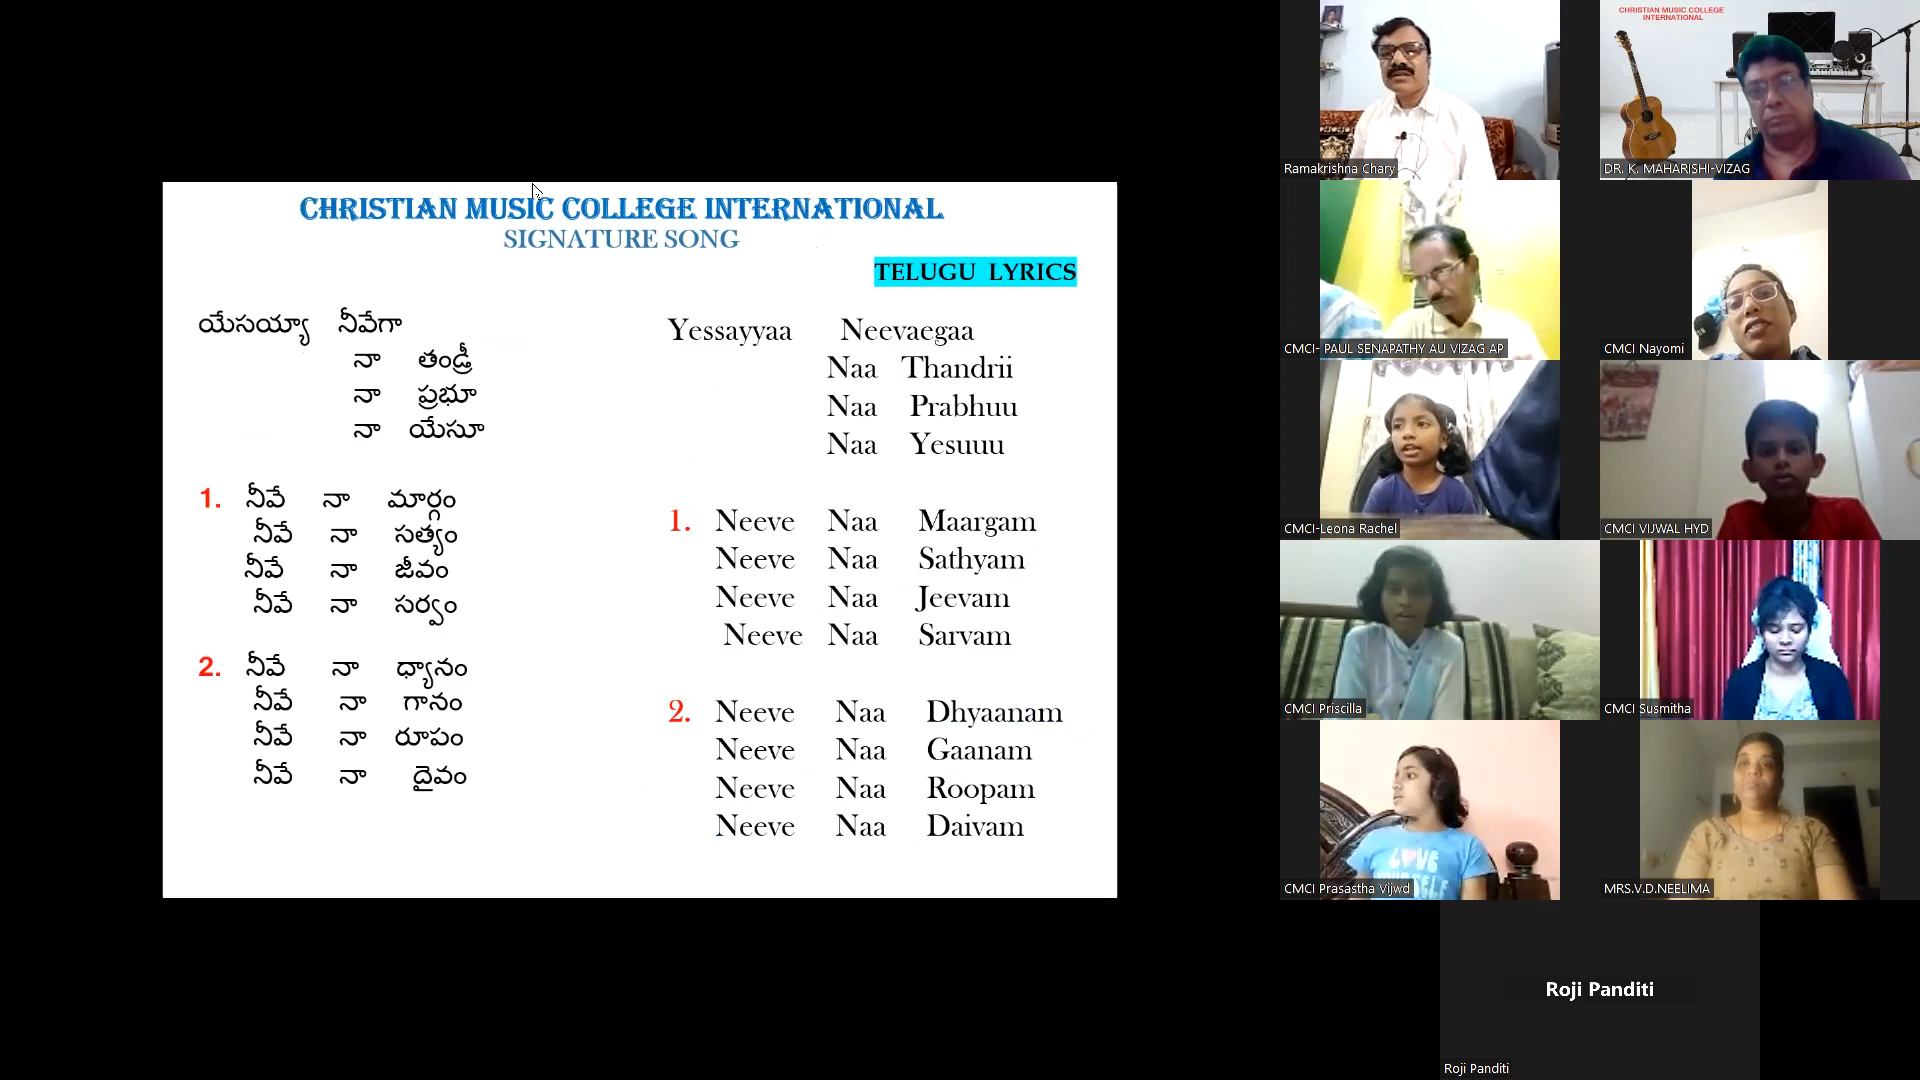 CHRISTIAN MUSIC COLLEGE INTERNATIONAL
SIGNATURE SONG
TELUGU LYRICS
యేసయ్యా నీవేగా
నా తండ్రీ
నా ప్రభూ
నా యేసూ
1. నీవే నా మార్గం
నీవే నా సత్యం
నీవే నా జీవం
నీవే నా సర్వం
2. నీవే నా ధ్యానం
నీవే నా గానం
నీవే నా రూపం
నీవే నా దైవం
Yessayyaa Neevaegaa
Naa Thandrii
Naa Prabhuu
Naa Yesuuu
1. Neeve Naa Maargam
Neeve Naa Sathyam
Neeve Naa Jeevam
Neeve Naa Sarvam
2. Neeve Naa Dhyaanam
Neeve Naa Gaanam
Neeve Naa Roopam
Neeve Naa Daivam
Ramakrishna Chary
CHRISTIAN MUSIC COLLEGE
INTERNATIONAL
DR. K. MAHARISHI-VIZAG
CMCI- PAUL SENAPATHY AU VIZAG AP
CMCI Nayomi
CMCI-Leona Rachel
CMCI VIJWAL HYD
CMCI Priscilla
CMCI Susmitha
LOVE
YOURSELF
CMCI Prasastha Vijwd
MRS.V.D.NEELIMA
Roji Panditi
Roji Panditi